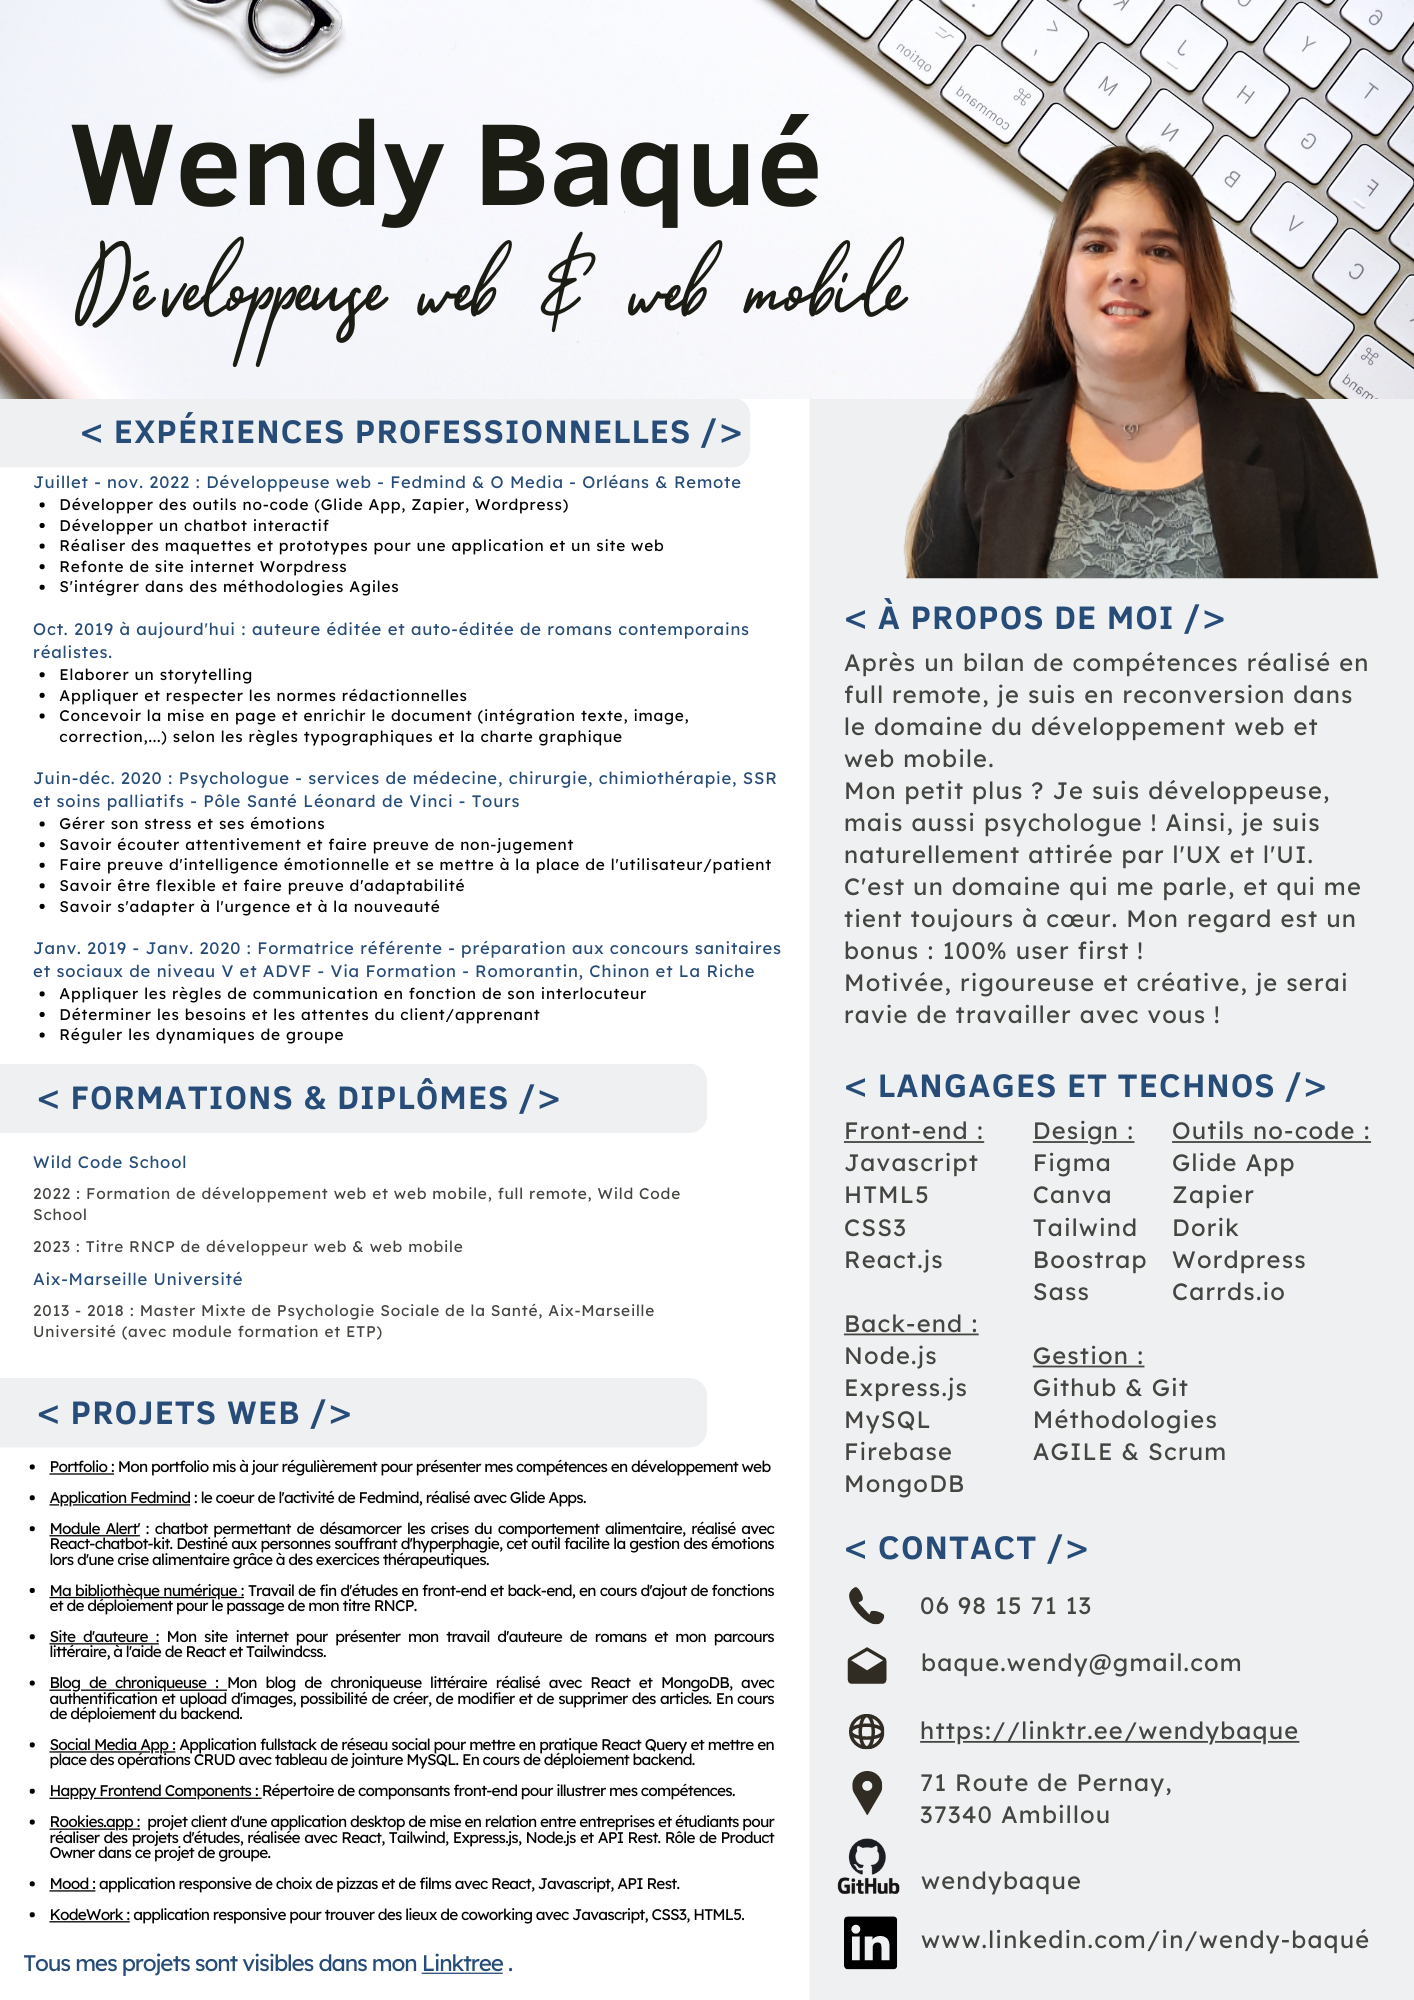 Wendy Baqué
Développeuse web & web mobile
< EXPÉRIENCES PROFESSIONNELLES />
Juillet - nov. 2022 : Développeuse web - Fedmind & O Media - Orléans & Remote
• Développer des outils no-code (Glide App, Zapier, Wordpress)
• Développer un chatbot interactif
• Réaliser des maquettes et prototypes pour une application et un site web
• Refonte de site internet Worpdress
• S'intégrer dans des méthodologies Agiles
Oct. 2019 à aujourd'hui : auteure éditée et auto-éditée de romans contemporains
réalistes.
• Elaborer un storytelling
• Appliquer et respecter les normes rédactionnelles
• Concevoir la mise en page et enrichir le document (intégration texte, image,
correction,...) selon les règles typographiques et la charte graphique
Juin-déc. 2020 : Psychologue - services de médecine, chirurgie, chimiothérapie, SSR
et soins palliatifs - Pôle Santé Léonard de Vinci - Tours
• Gérer son stress et ses émotions
• Savoir écouter attentivement et faire preuve de non-jugement
• Faire preuve d'intelligence émotionnelle et se mettre à la place de l'utilisateur/patient
• Savoir être flexible et faire preuve d'adaptabilité
• Savoir s'adapter à l'urgence et à la nouveauté
Janv. 2019 - Janv. 2020 : Formatrice référente - préparation aux concours sanitaires
et sociaux de niveau V et ADVF - Via Formation - Romorantin, Chinon et La Riche
• Appliquer les règles de communication en fonction de son interlocuteur
• Déterminer les besoins et les attentes du client/apprenant
• Réguler les dynamiques de groupe
< FORMATIONS & DIPLÔMES />
Wild Code School
2022 : Formation de développement web et web mobile, full remote, Wild Code
School
2023 : Titre RNCP de développeur web & web mobile
Aix-Marseille Université
2013 - 2018 : Master Mixte de Psychologie Sociale de la Santé, Aix-Marseille
Université (avec module formation et ETP)
< PROJETS WEB />
• Portfolio : Mon portfolio mis à jour régulièrement pour présenter mes compétences en développement web
• Application Fedmind : le coeur de l'activité de Fedmind, réalisé avec Glide Apps.
• Module Alert' : chatbot permettant de désamorcer les crises du comportement alimentaire, réalisé avec
React-chatbot-kit. Destiné aux personnes souffrant d'hyperphagie, cet outil facilite la gestion des émotions
lors d'une crise alimentaire grâce à des exercices thérapeutiques.
• Ma bibliothèque numérique : Travail de fin d'études en front-end et back-end, en cours d'ajout de fonctions
et de déploiement pour le passage de mon titre RNCP.
• Site d'auteure : Mon site internet pour présenter mon travail d'auteure de romans et mon parcours
littéraire, à l'aide de React et Tailwindcss.
• Blog de chroniqueuse : Mon blog de chroniqueuse littéraire réalisé avec React et MongoDB, avec
authentification et upload d'images, possibilité de créer, de modifier et de supprimer des articles. En cours
de déploiement du backend.
• Social Media App : Application fullstack de réseau social pour mettre en pratique React Query et mettre en
place des opérations CRUD avec tableau de jointure MySQL. En cours de déploiement backend.
• Happy Frontend Components : Répertoire de componsants front-end pour illustrer mes compétences.
• Rookies.app : projet client d'une application desktop de mise en relation entre entreprises et étudiants pour
réaliser des projets d'études, réalisée avec React, Tailwind, Express.js, Node.js et API Rest. Rôle de Product
Owner dans ce projet de groupe.
• Mood : application responsive de choix de pizzas et de films avec React, Javascript, API Rest.
• KodeWork : application responsive pour trouver des lieux de coworking avec Javascript, CSS3, HTML5.
Tous mes projets sont visibles dans mon Linktree .
< À PROPOS DE MOI />
Après un bilan de compétences réalisé en
full remote, je suis en reconversion dans
le domaine du développement web et
web mobile.
Mon petit plus ? Je suis développeuse,
mais aussi psychologue ! Ainsi, je suis
naturellement attirée par l'UX et l'UI.
C'est un domaine qui me parle, et qui me
tient toujours à cœur. Mon regard est un
bonus : 100% user first !
Motivée, rigoureuse et créative, je serai
ravie de travailler avec vous !
< LANGAGES ET TECHNOS />
Front-end :
Javascript
HTML5
CSS3
React.js
Back-end :
Node.js
Express.js
MySQL
Firebase
MongoDB
Design :
Figma
Canva
Tailwind
Boostrap
Sass
Gestion :
Github & Git
Méthodologies
AGILE & Scrum
Outils no-code :
Glide App
Zapier
Dorik
Wordpress
Carrds.io
< CONTACT />
06 98 15 71 13
baque.wendy@gmail.com
https://linktr.ee/wendybaque
71 Route de Pernay,
37340 Ambillou
GitHub
wendybaque
in
www.linkedin.com/in/wendy-baqué